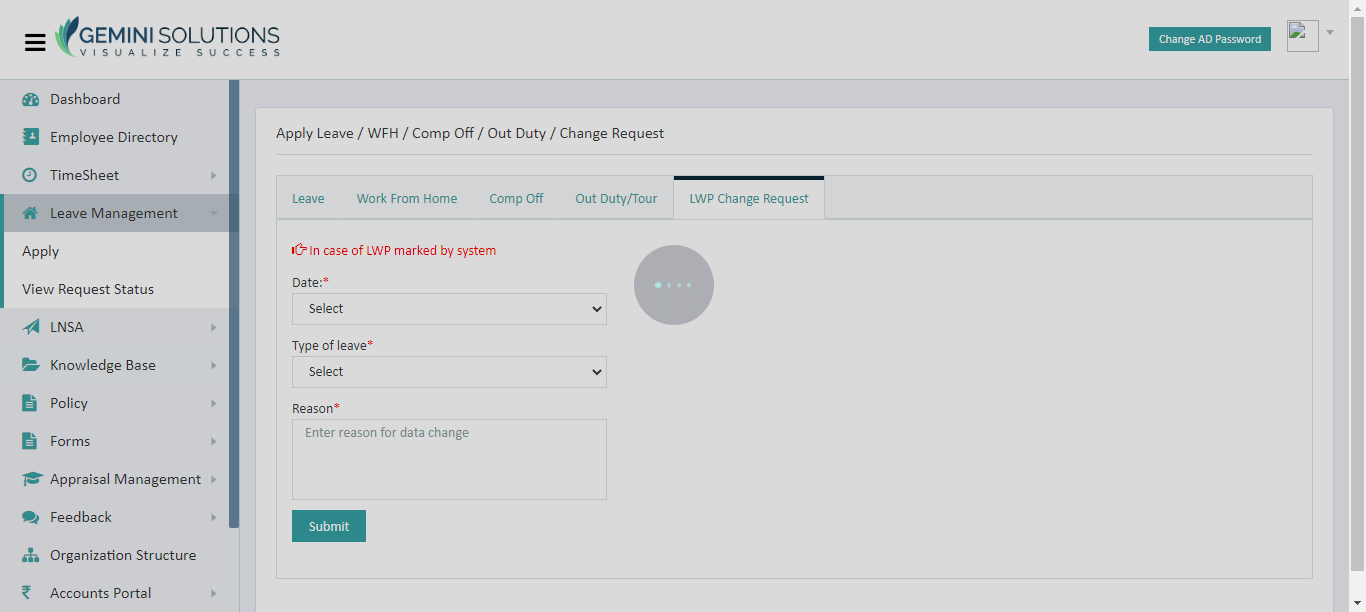 GEMINI SOLUTIONS
VISUALIZE SUCCESS
Change AD Password
Dashboard
Employee Directory
TimeSheet
Leave Management
Apply
View Request Status
LNSA
Knowledge Base
Policy
Forms
Appraisal Management
Feedback
Organization Structure
Accounts Portal
Apply Leave / WFH / Comp Off / Out Duty / Change Request
Leave Work From Home Comp Off Out Duty/Tour LWP Change Request
In case of LWP marked by system
Date:*
Select
Type of leave*
Select
Reason*
Enter reason for data change
Submit